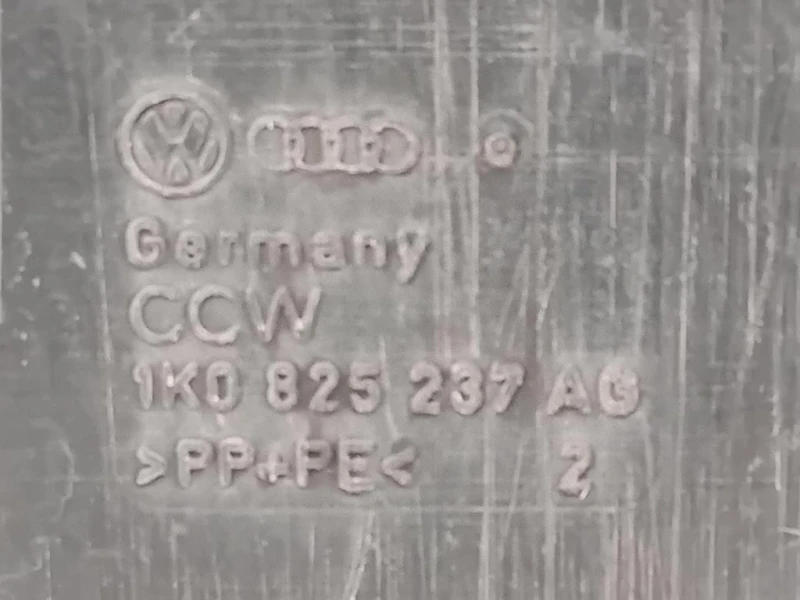 Germany
CCW
1K0 825 237 AG
>PP+PE< 2